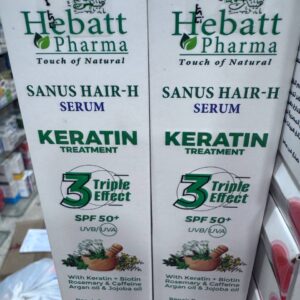 Hebatt
Pharma
Touch of Natural
SANUS HAIR-H
SERUM
KERATIN
TREATMENT
3 Triple
Effect
SPF 50+
UVB/UVA
With Keratin + Biotin
Rosemary & Caffeine
Argan oil & Jojoba oil
Hebatt
Pharma
Touch of Natural
SANUS HAIR-H
SERUM
KERATIN
TREATMENT
3 Triple
Effect
SPF 50+
UVB/UVA
With Keratin + Biotin
Rosemary & Caffeine
Argan oil & Jojoba oil